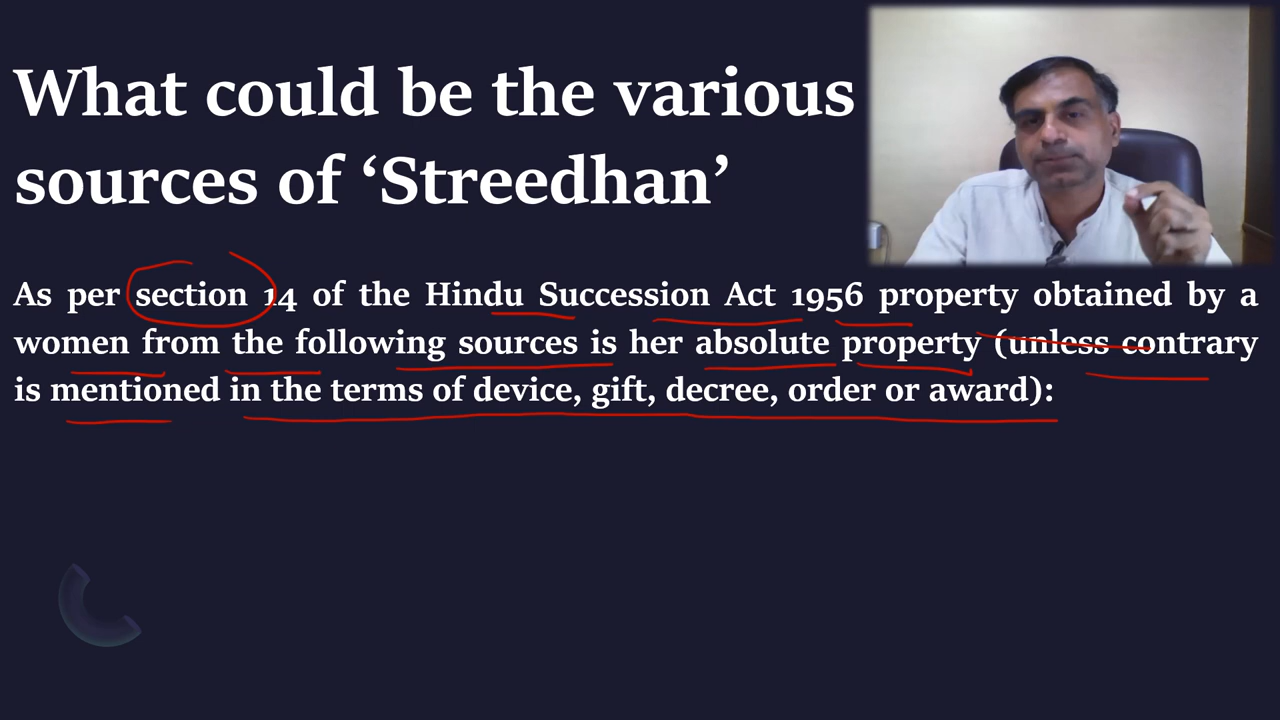 What could be the various
sources of ‘Streedhan’
As per section 14 of the Hindu Succession Act 1956 property obtained by a
women from the following sources is her absolute property (unless contrary
is mentioned in the terms of device, gift, decree, order or award):